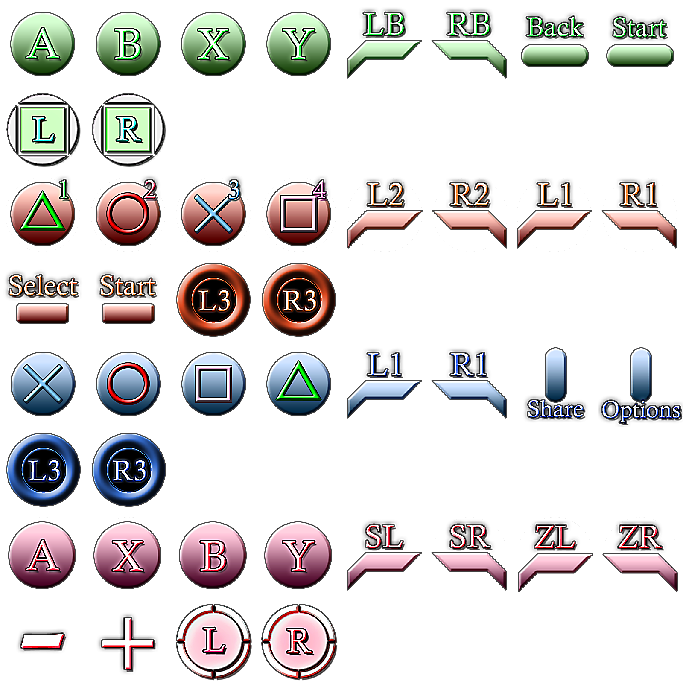 A B X Y LB RB Back Start
L R
1 2 3 4 L2 R2 L1 R1
Select Start L3 R3
L1 R1 Share Options
L3 R3
A X B Y SL SR ZL ZR
- + L R